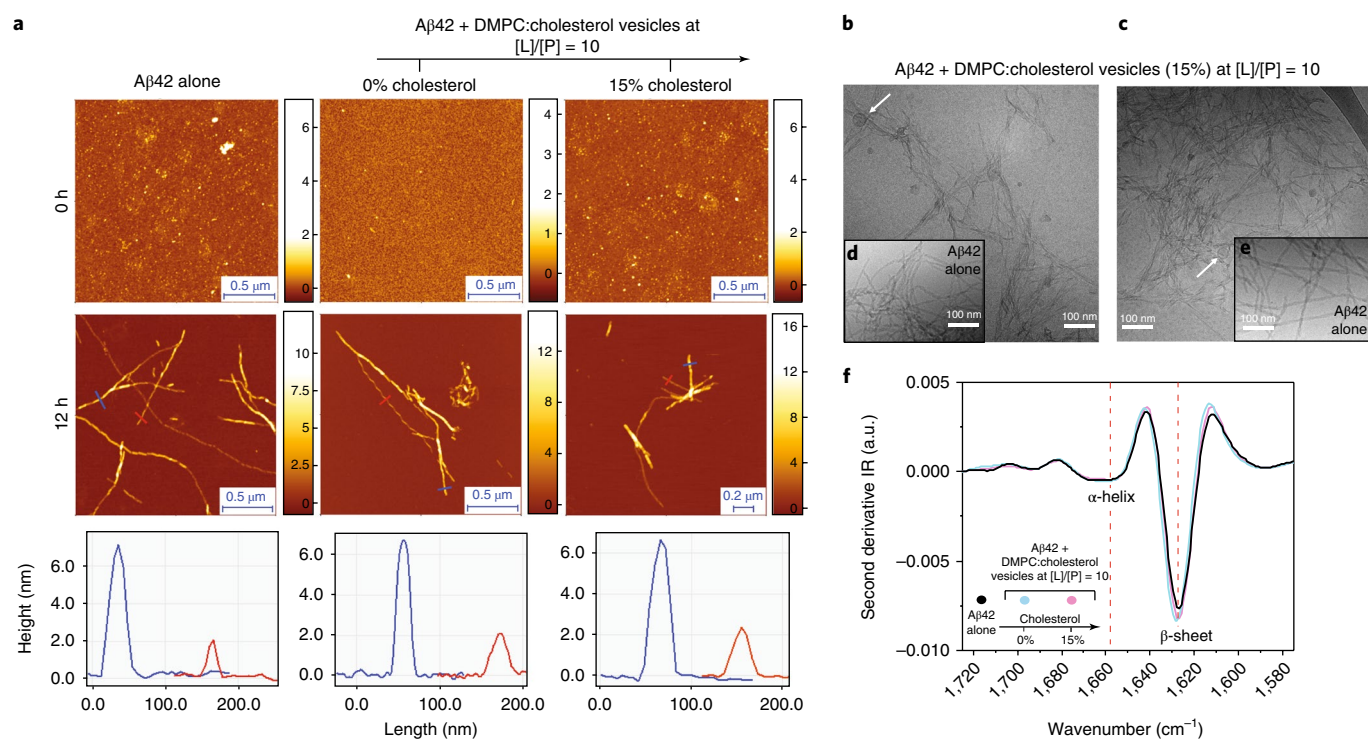 a
Aβ42 + DMPC:cholesterol vesicles at
[L]/[P] = 10
Aβ42 alone
0% cholesterol
15% cholesterol
0 h
6
4
2
0
0.5 μm
4
3
2
1
0
0.5 μm
6
4
2
0
0.5 μm
12 h
10
7.5
5
2.5
0
0.5 μm
12
8
4
0
0.5 μm
16
12
8
4
0
0.2 μm
Height (nm)
6.0
4.0
2.0
0.0
0.0
100.0
200.0
6.0
4.0
2.0
0.0
0.0
100.0
200.0
6.0
4.0
2.0
0.0
0.0
100.0
200.0
Length (nm)
b
c
Aβ42 + DMPC:cholesterol vesicles (15%) at [L]/[P] = 10
d
Aβ42
alone
100 nm
100 nm
100 nm
e
100 nm
Aβ42
alone
f
Second derivative IR (a.u.)
0.005
0.000
−0.005
−0.010
α-helix
β-sheet
Aβ42 +
DMPC:cholesterol
vesicles at [L]/[P] = 10
Aβ42
alone
Cholesterol
0%
15%
1,720
1,700
1,680
1,660
1,640
1,620
1,600
1,580
Wavenumber (cm⁻¹)